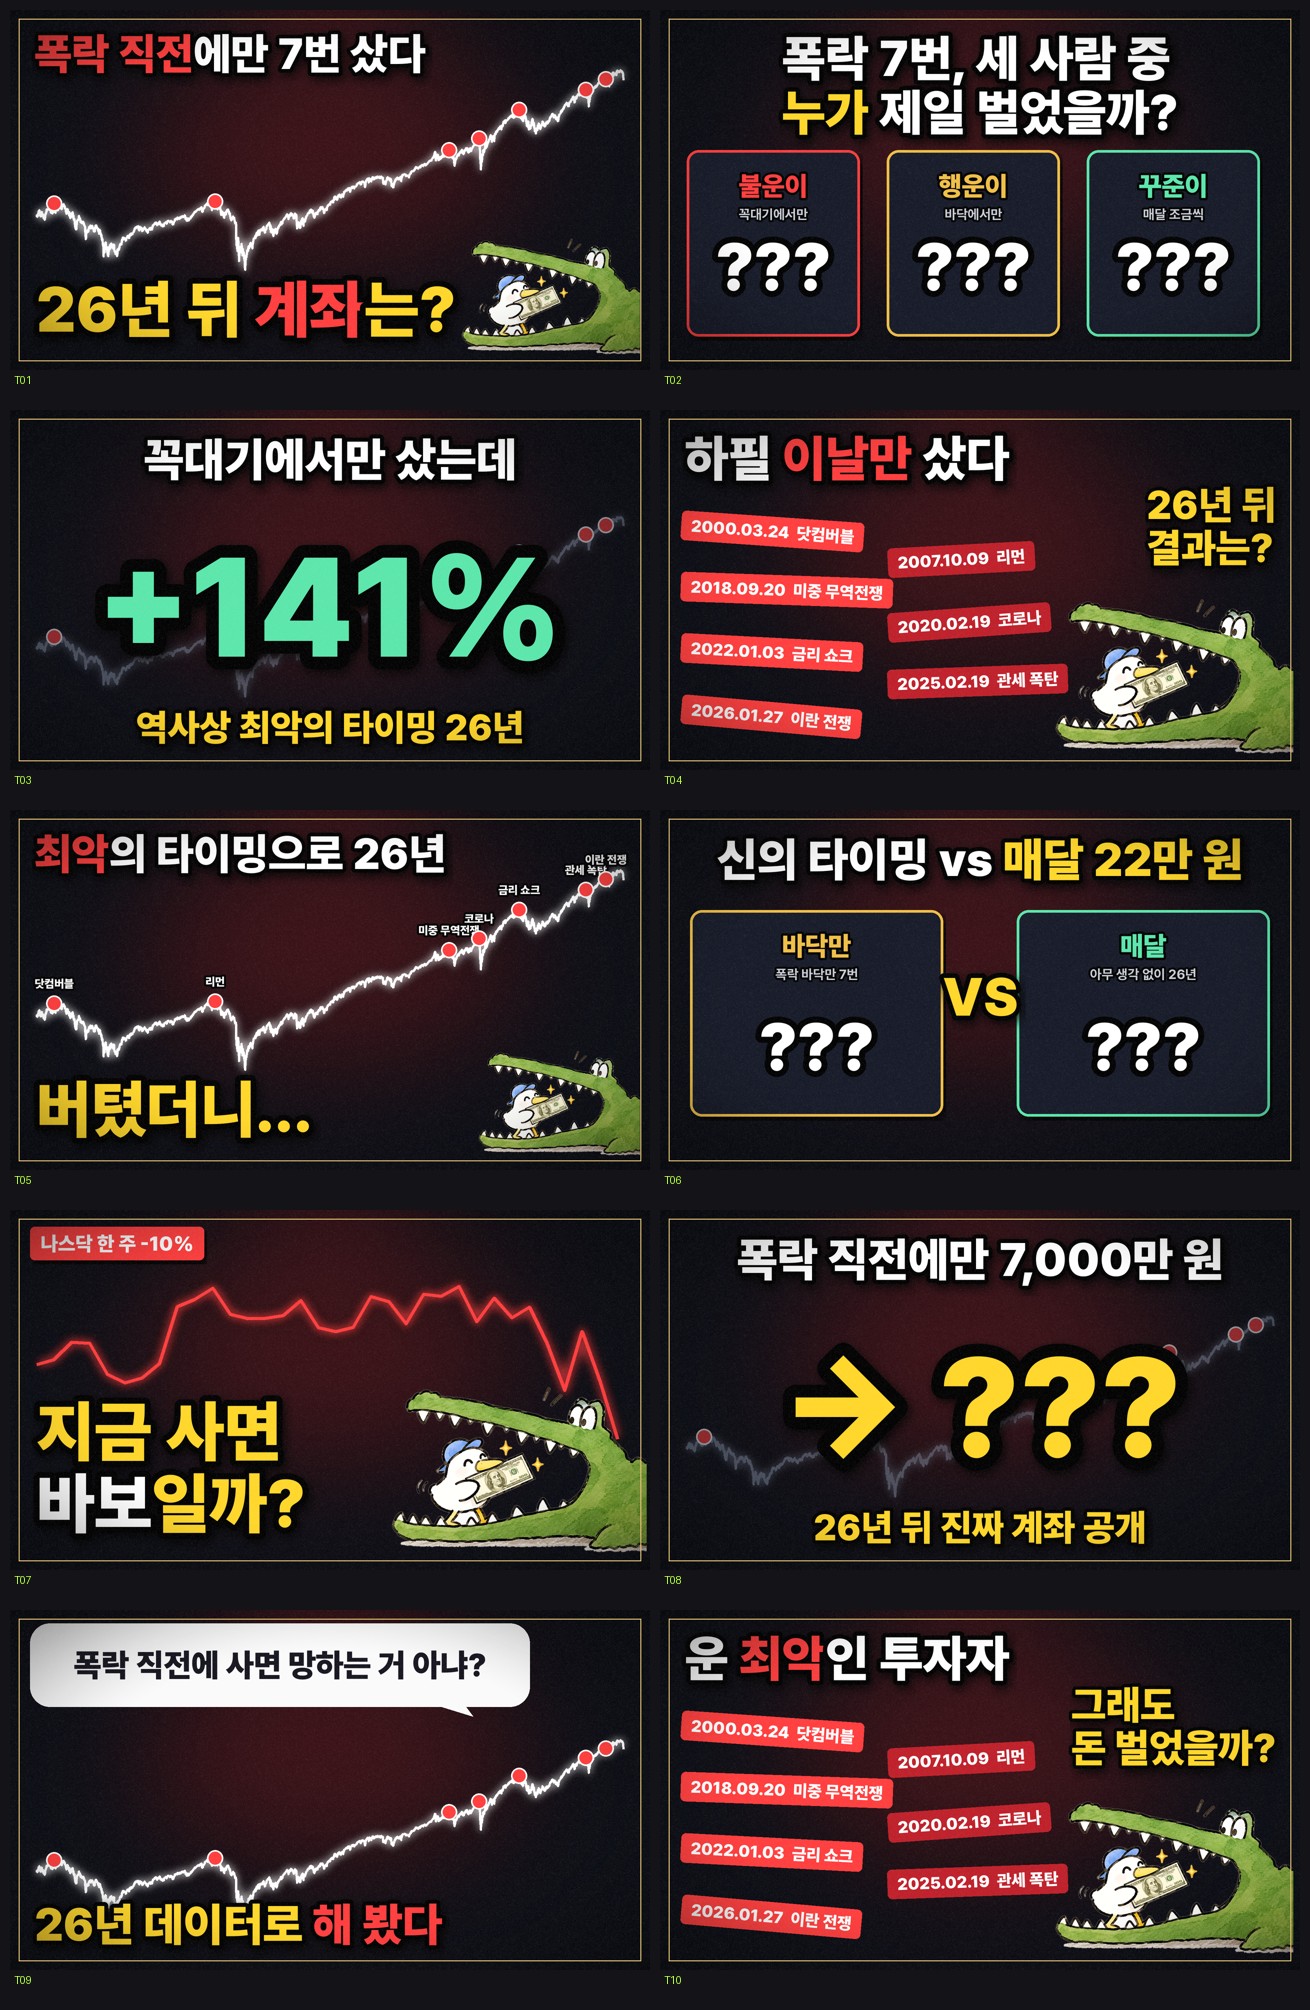 폭락 직전에만 7번 샀다
26년 뒤 계좌는?
T01
폭락 7번, 세 사람 중
누가 제일 벌었을까?
불운이
꼭대기에서만
???
행운이
바닥에서만
???
꾸준이
매달 조금씩
???
T02
꼭대기에서만 샀는데
+141%
역사상 최악의 타이밍 26년
T03
하필 이날만 샀다
26년 뒤
결과는?
2000.03.24 닷컴버블
2007.10.09 리먼
2018.09.20 미중 무역전쟁
2020.02.19 코로나
2022.01.03 금리 쇼크
2025.02.19 관세 폭탄
2026.01.27 이란 전쟁
T04
최악의 타이밍으로 26년
닷컴버블
리먼
미중 무역전쟁
코로나
금리 쇼크
관세 폭탄
이란 전쟁
버텼더니...
T05
신의 타이밍 vs 매달 22만 원
바닥만
폭락 바닥만 7번
???
VS
매달
아무 생각 없이 26년
???
T06
나스닥 한 주 -10%
지금 사면
바보일까?
T07
폭락 직전에만 7,000만 원
→ ???
26년 뒤 진짜 계좌 공개
T08
폭락 직전에 사면 망하는 거 아냐?
26년 데이터로 해 봤다
T09
운 최악인 투자자
그래도
돈 벌었을까?
2000.03.24 닷컴버블
2007.10.09 리먼
2018.09.20 미중 무역전쟁
2020.02.19 코로나
2022.01.03 금리 쇼크
2025.02.19 관세 폭탄
2026.01.27 이란 전쟁
T10